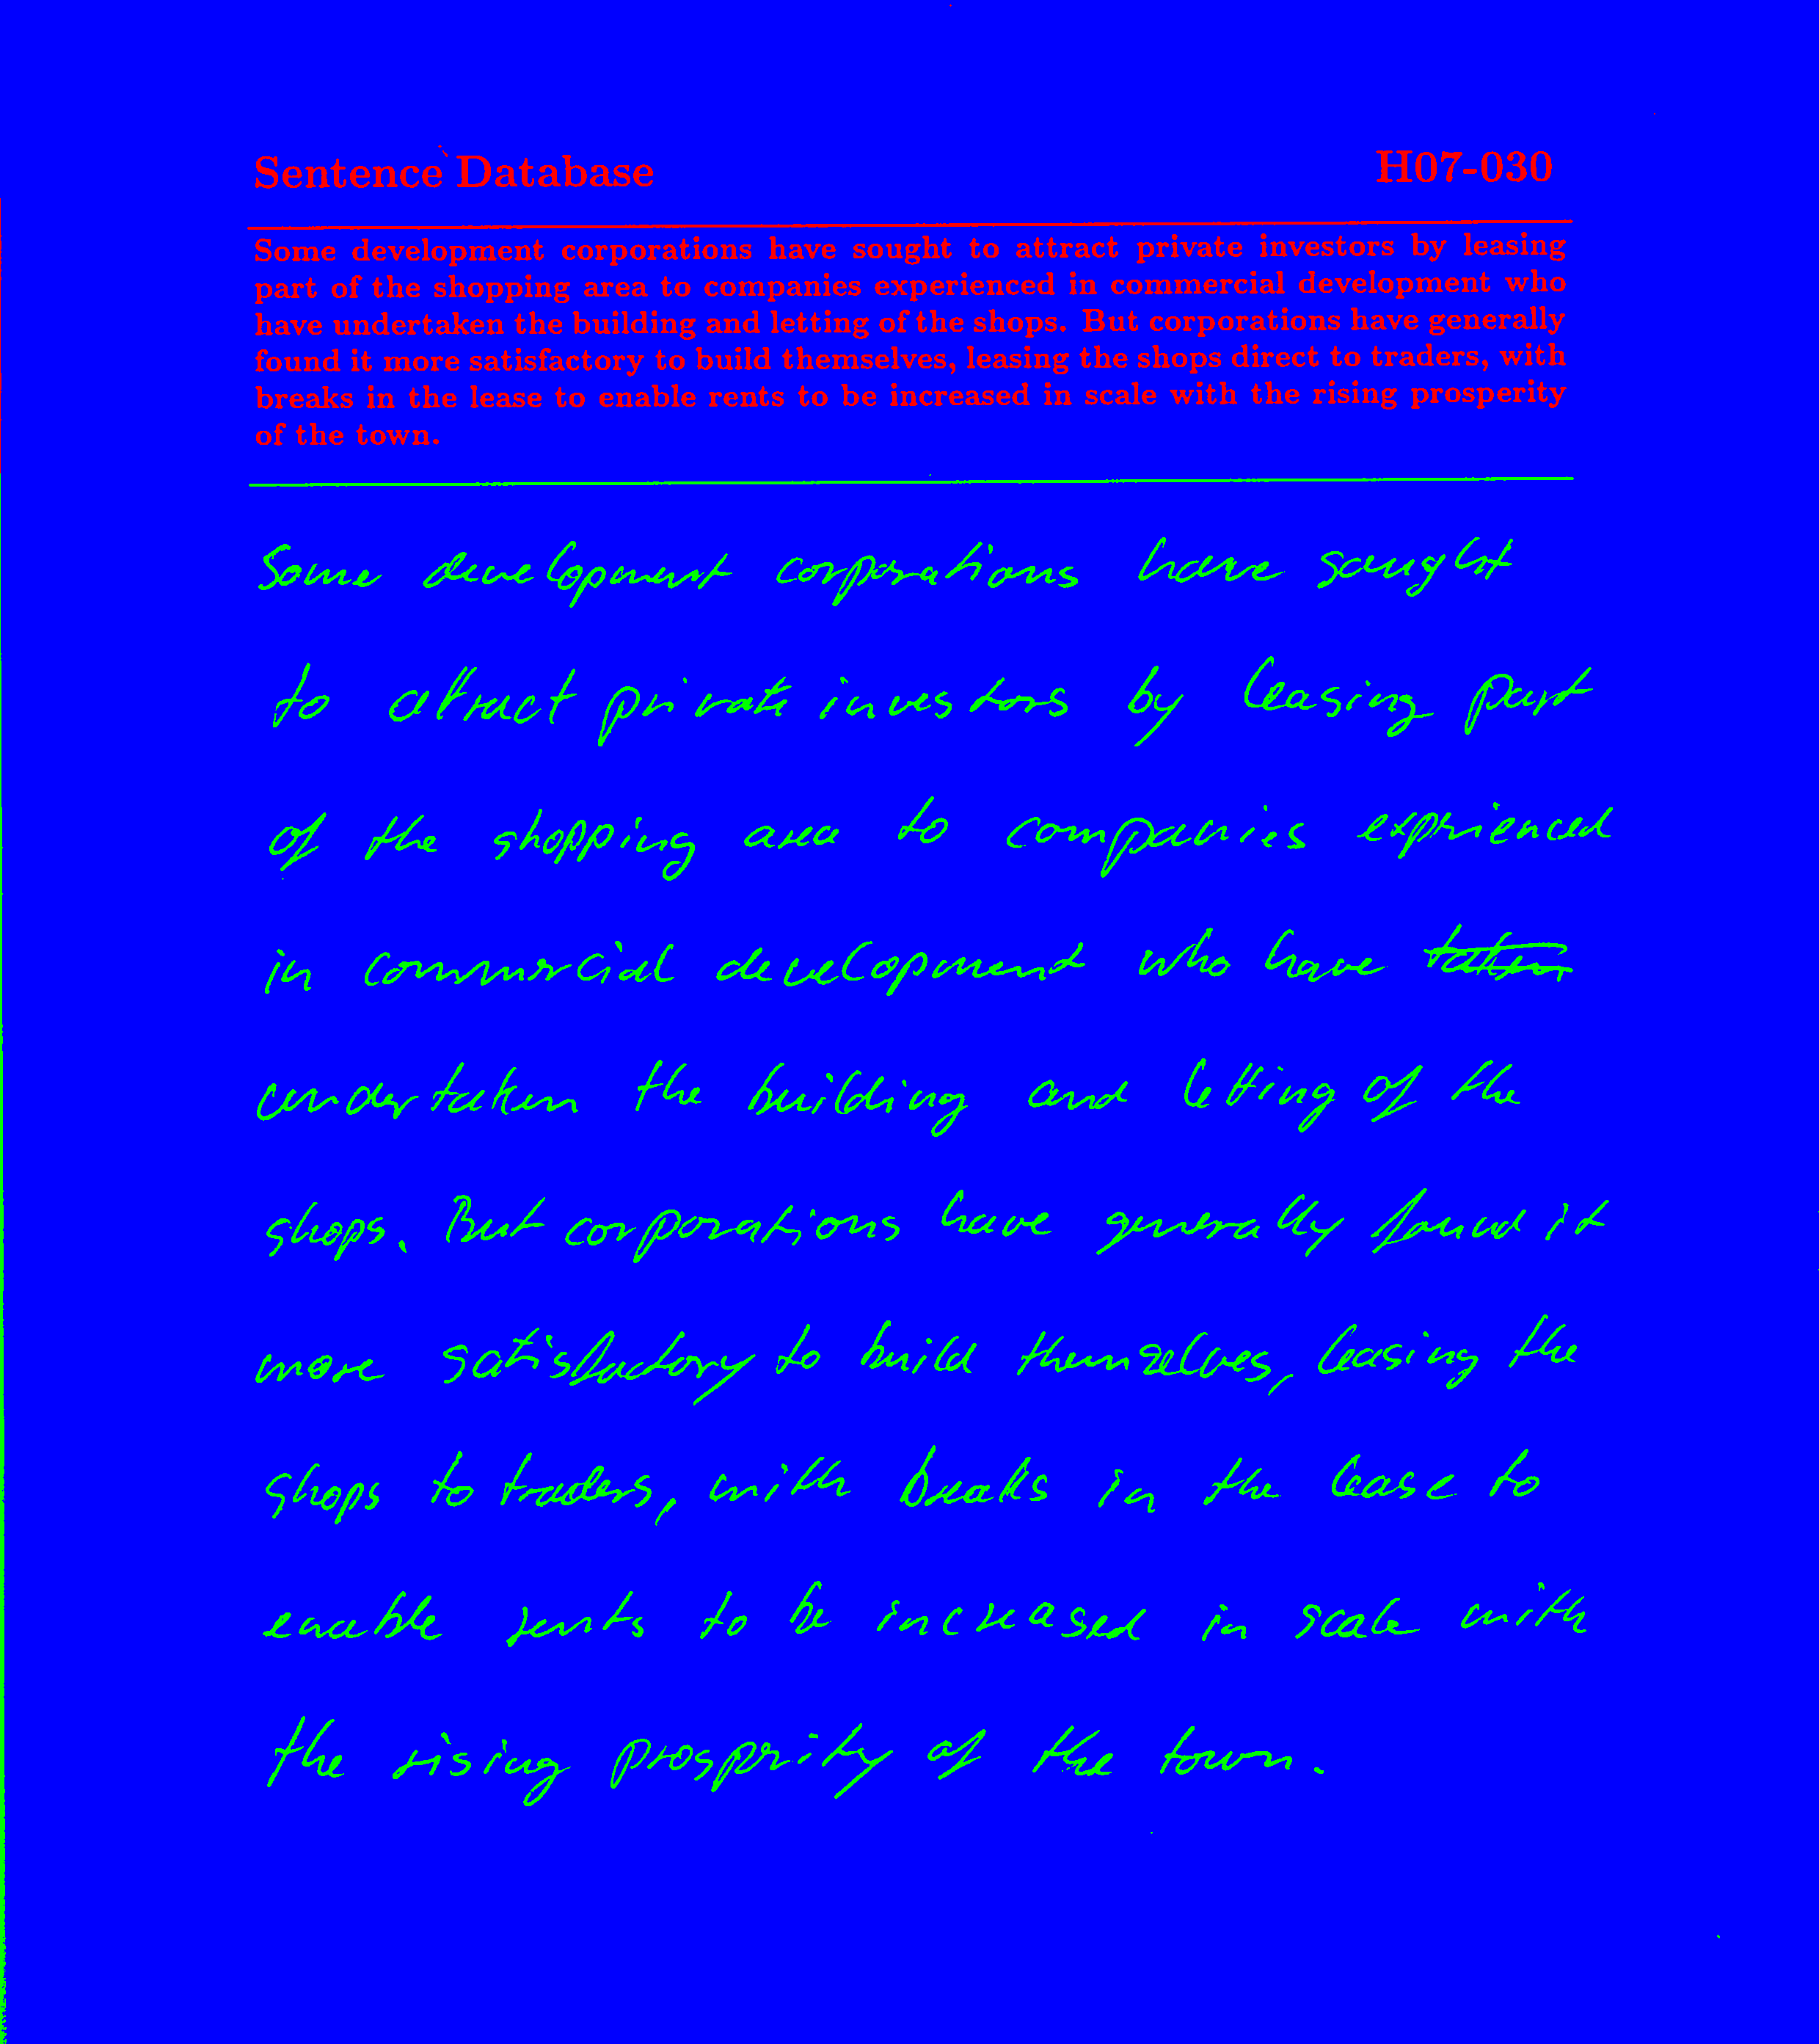 Sentence Database H07-030
Some development corporations have sought to attract private investors by leasing
part of the shopping area to companies experienced in commercial development who
have undertaken the building and letting of the shops. But corporations have generally
found it more satisfactory to build themselves, leasing the shops direct to traders, with
breaks in the lease to enable rents to be increased in scale with the rising prosperity
of the town.
Some development corporations have sought
to attract private investors by leasing part
of the shopping area to companies exprienced
in commercial development who have
undertaken the building and letting of the
shops. But corporations have generally found it
more satisfactory to build themselves, leasing the
shops to traders, with breaks in the lease to
enable rents to be increased in scale with
the rising prosperity of the town.